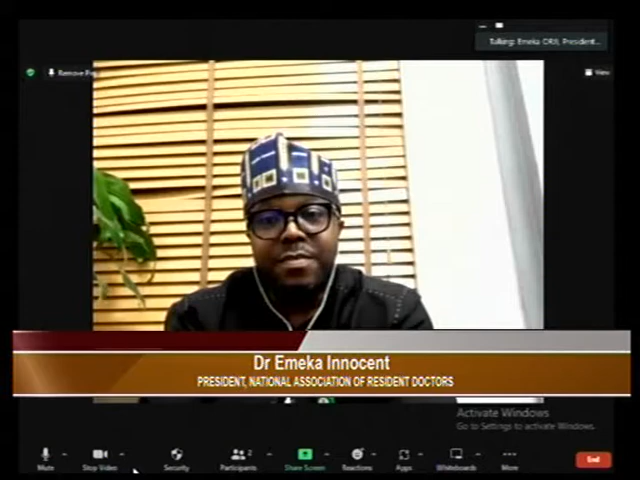 Talking: Emeka ORJI, President...
View
Dr Emeka Innocent
PRESIDENT, NATIONAL ASSOCIATION OF RESIDENT DOCTORS
Activate Windows
Go to Settings to activate Windows.
Mute
Stop Video
Security
Participants
2
Share Screen
Reactions
Apps
Whiteboards
More
End